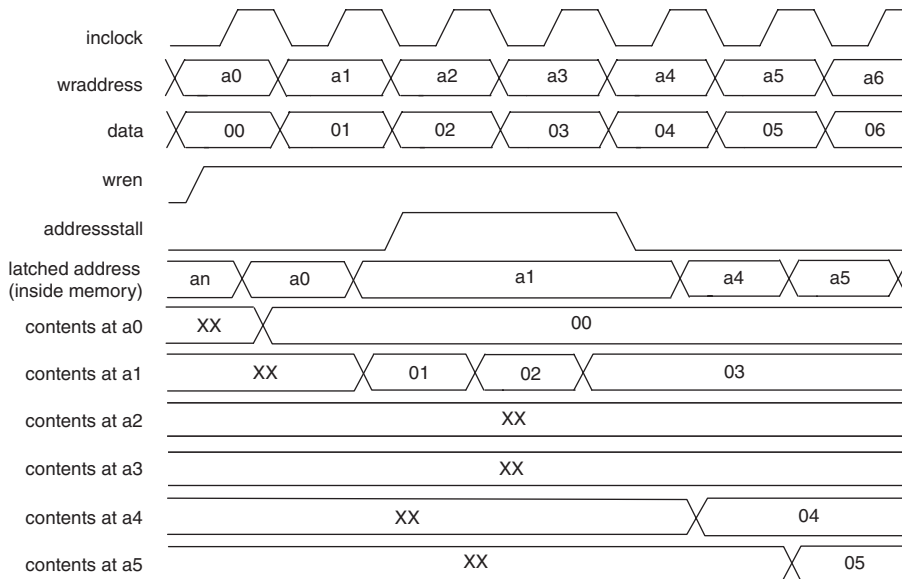 inclock
wraddress a0 a1 a2 a3 a4 a5 a6
data 00 01 02 03 04 05 06
wren
addressstall
latched address
(inside memory) an a0 a1 a4 a5
contents at a0 XX 00
contents at a1 XX 01 02 03
contents at a2 XX
contents at a3 XX
contents at a4 XX 04
contents at a5 XX 05